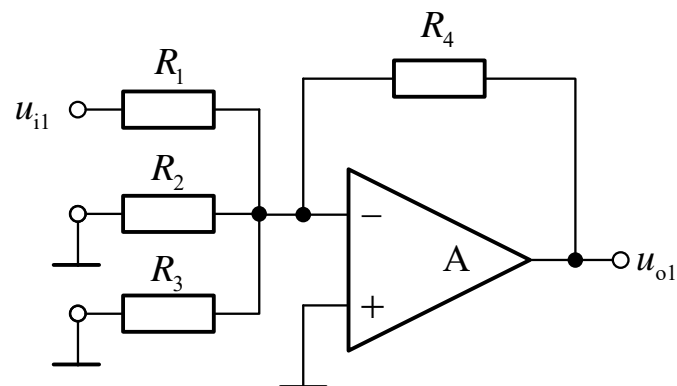 R₄
R₁
uᵢ₁
R₂
−
A
uₒ₁
R₃
+